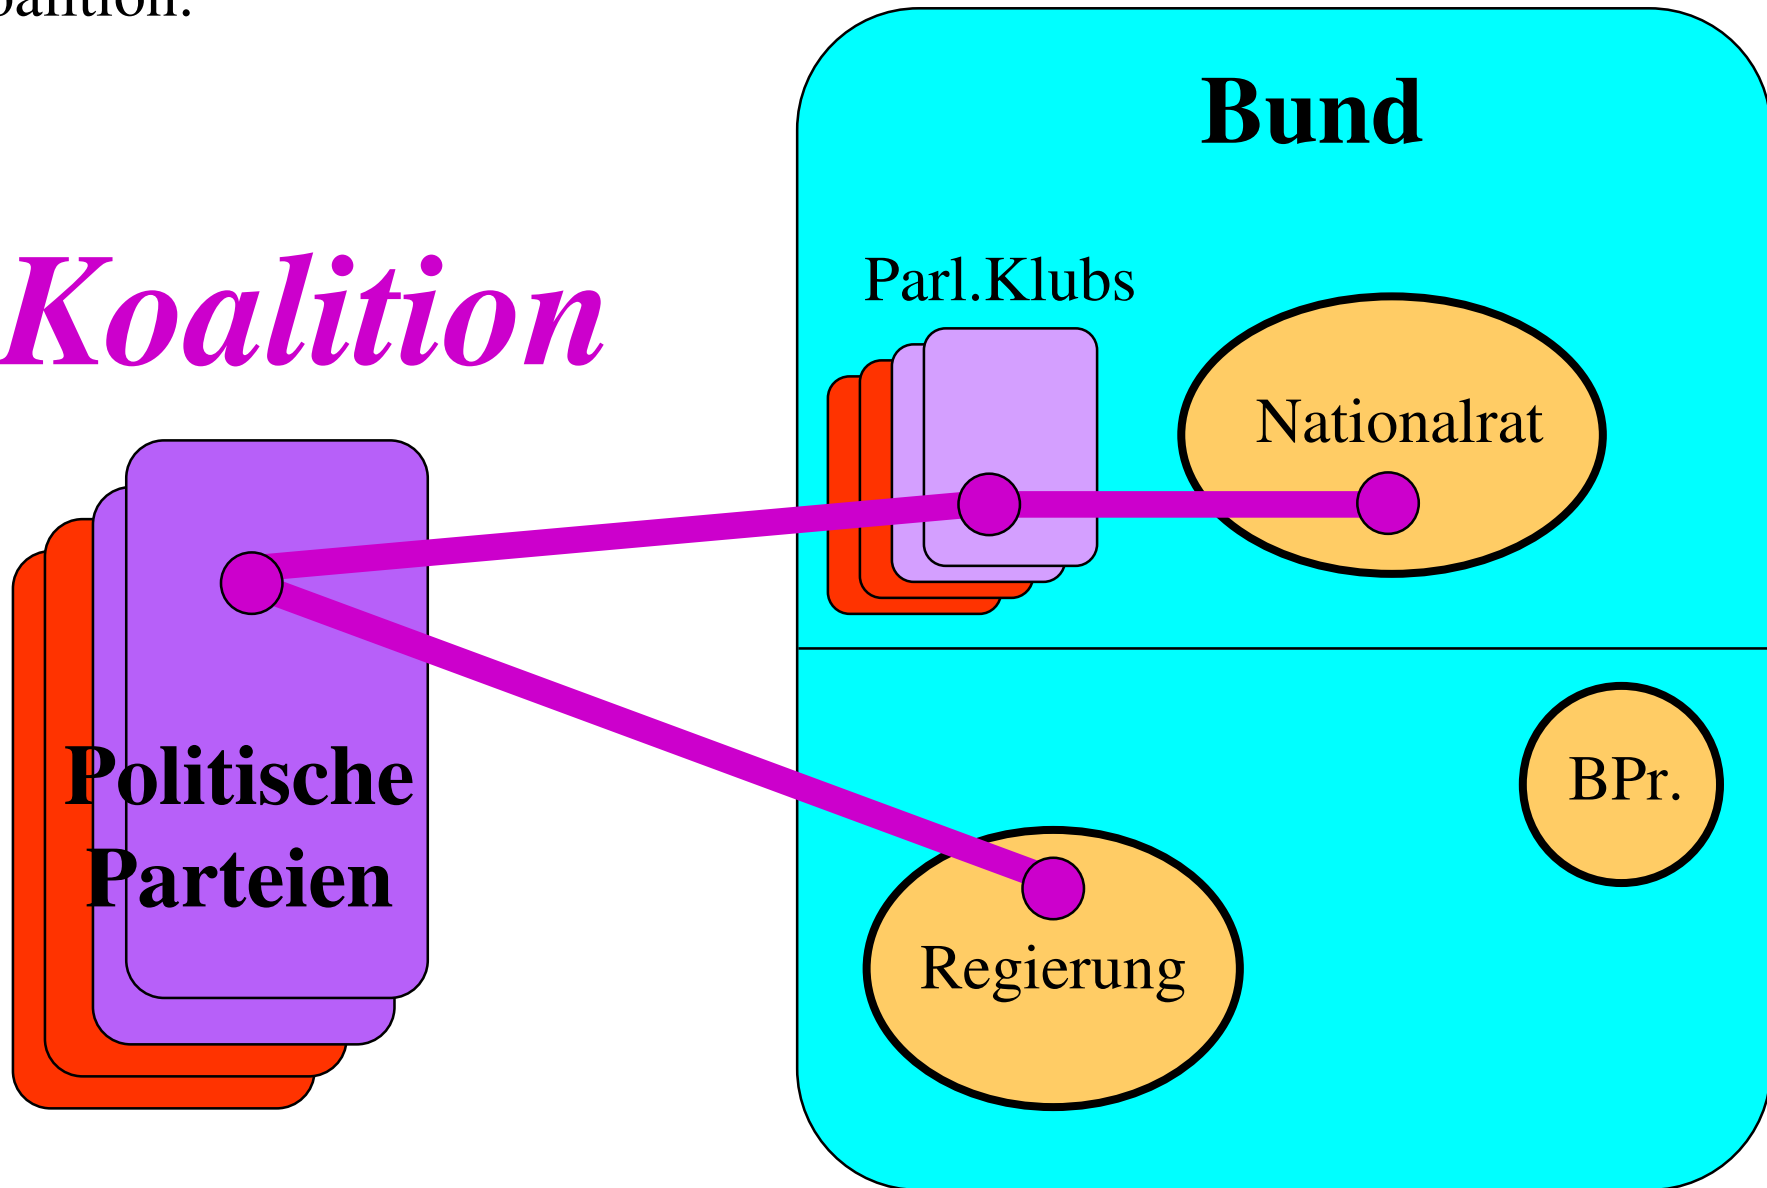 Bund
Koalition
Parl.Klubs
Nationalrat
Politische
Parteien
BPr.
Regierung